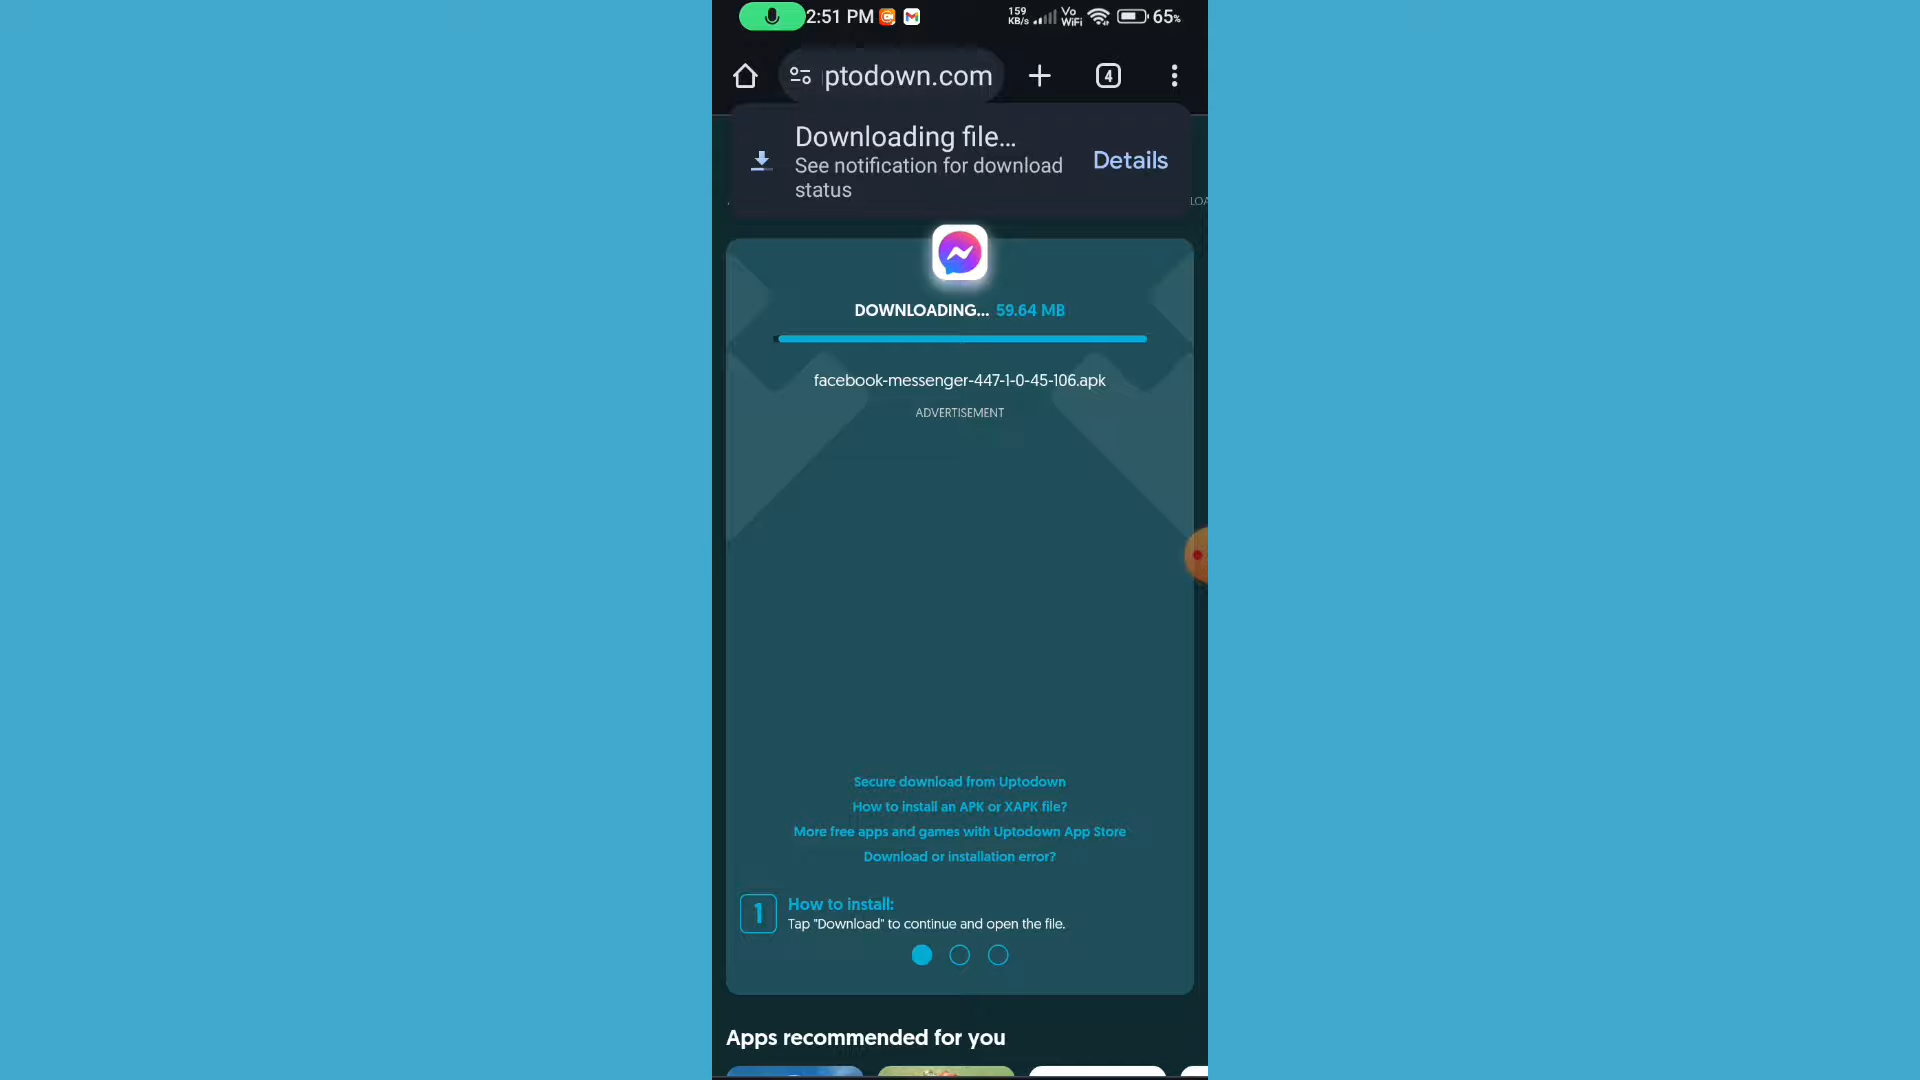 2:51 PM
159
KB/s
Vo
WiFi
65%
ptodown.com
4
Downloading file...
See notification for download
status
Details
LOA
DOWNLOADING... 59.64 MB
facebook-messenger-447-1-0-45-106.apk
ADVERTISEMENT
Secure download from Uptodown
How to install an APK or XAPK file?
More free apps and games with Uptodown App Store
Download or installation error?
1
How to install:
Tap "Download" to continue and open the file.
Apps recommended for you